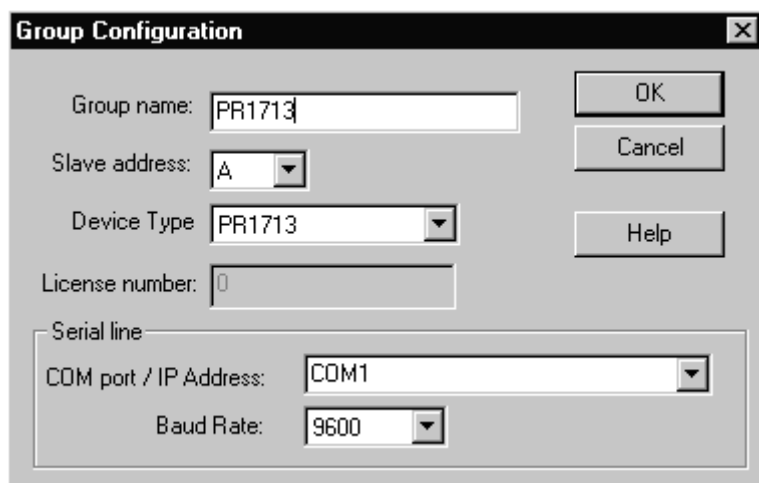 Group Configuration
Group name: PR1713 OK
Slave address: A Cancel
Device Type PR1713 Help
License number: 0
Serial line
COM port / IP Address: COM1
Baud Rate: 9600